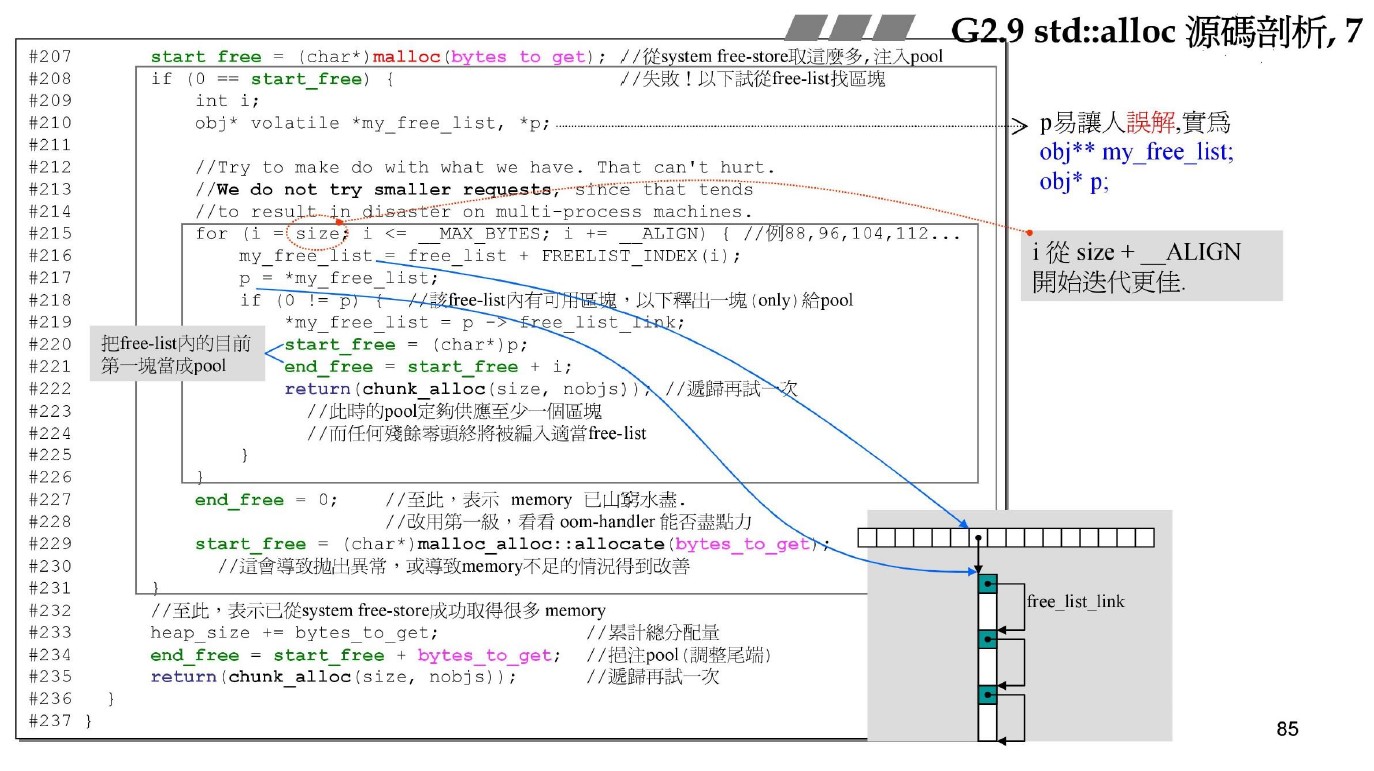 G2.9 std::alloc 源碼剖析, 7
#207 start_free = (char*)malloc(bytes_to_get); //從system free-store取這麼多,注入pool
#208 if (0 == start_free) { //失敗！以下試從free-list找區塊
#209 int i;
#210 obj* volatile *my_free_list, *p;
#211
#212 //Try to make do with what we have. That can't hurt.
#213 //We do not try smaller requests, since that tends
#214 //to result in disaster on multi-process machines.
#215 for (i = size; i <= __MAX_BYTES; i += __ALIGN) { //例88,96,104,112...
#216 my_free_list = free_list + FREELIST_INDEX(i);
#217 p = *my_free_list;
#218 if (0 != p) { //該free-list內有可用區塊，以下釋出一塊(only)給pool
#219 *my_free_list = p -> free_list_link;
#220 start_free = (char*)p;
#221 end_free = start_free + i;
#222 return(chunk_alloc(size, nobjs)); //遞歸再試一次
#223 //此時的pool定夠供應至少一個區塊
#224 //而任何殘餘零頭終將被編入適當free-list
#225 }
#226 }
#227 end_free = 0; //至此，表示 memory 已山窮水盡.
#228 //改用第一級，看看 oom-handler 能否盡點力
#229 start_free = (char*)malloc_alloc::allocate(bytes_to_get);
#230 //這會導致拋出異常，或導致memory不足的情況得到改善
#231 }
#232 //至此，表示已從system free-store成功取得很多 memory
#233 heap_size += bytes_to_get; //累計總分配量
#234 end_free = start_free + bytes_to_get; //挹注pool(調整尾端)
#235 return(chunk_alloc(size, nobjs)); //遞歸再試一次
#236 }
#237 }
p易讓人誤解,實為
obj** my_free_list;
obj* p;
i 從 size + __ALIGN
開始迭代更佳.
把free-list內的目前
第一塊當成pool
free_list_link
85